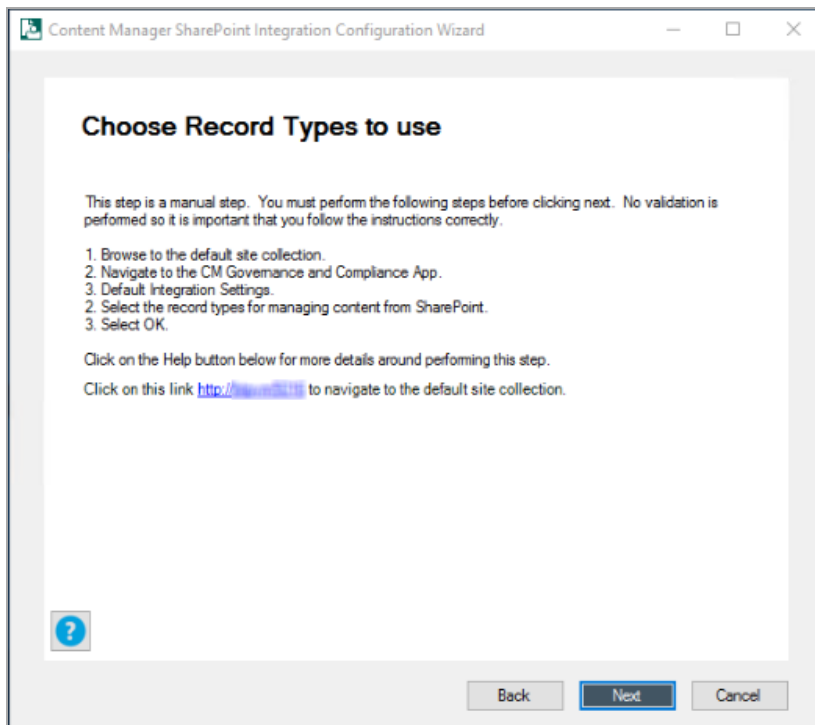 Content Manager SharePoint Integration Configuration Wizard
Choose Record Types to use
This step is a manual step. You must perform the following steps before clicking next. No validation is
performed so it is important that you follow the instructions correctly.
1. Browse to the default site collection.
2. Navigate to the CM Governance and Compliance App.
3. Default Integration Settings.
2. Select the record types for managing content from SharePoint.
3. Select OK.
Click on the Help button below for more details around performing this step.
Click on this link http:// to navigate to the default site collection.
?
Back Next Cancel